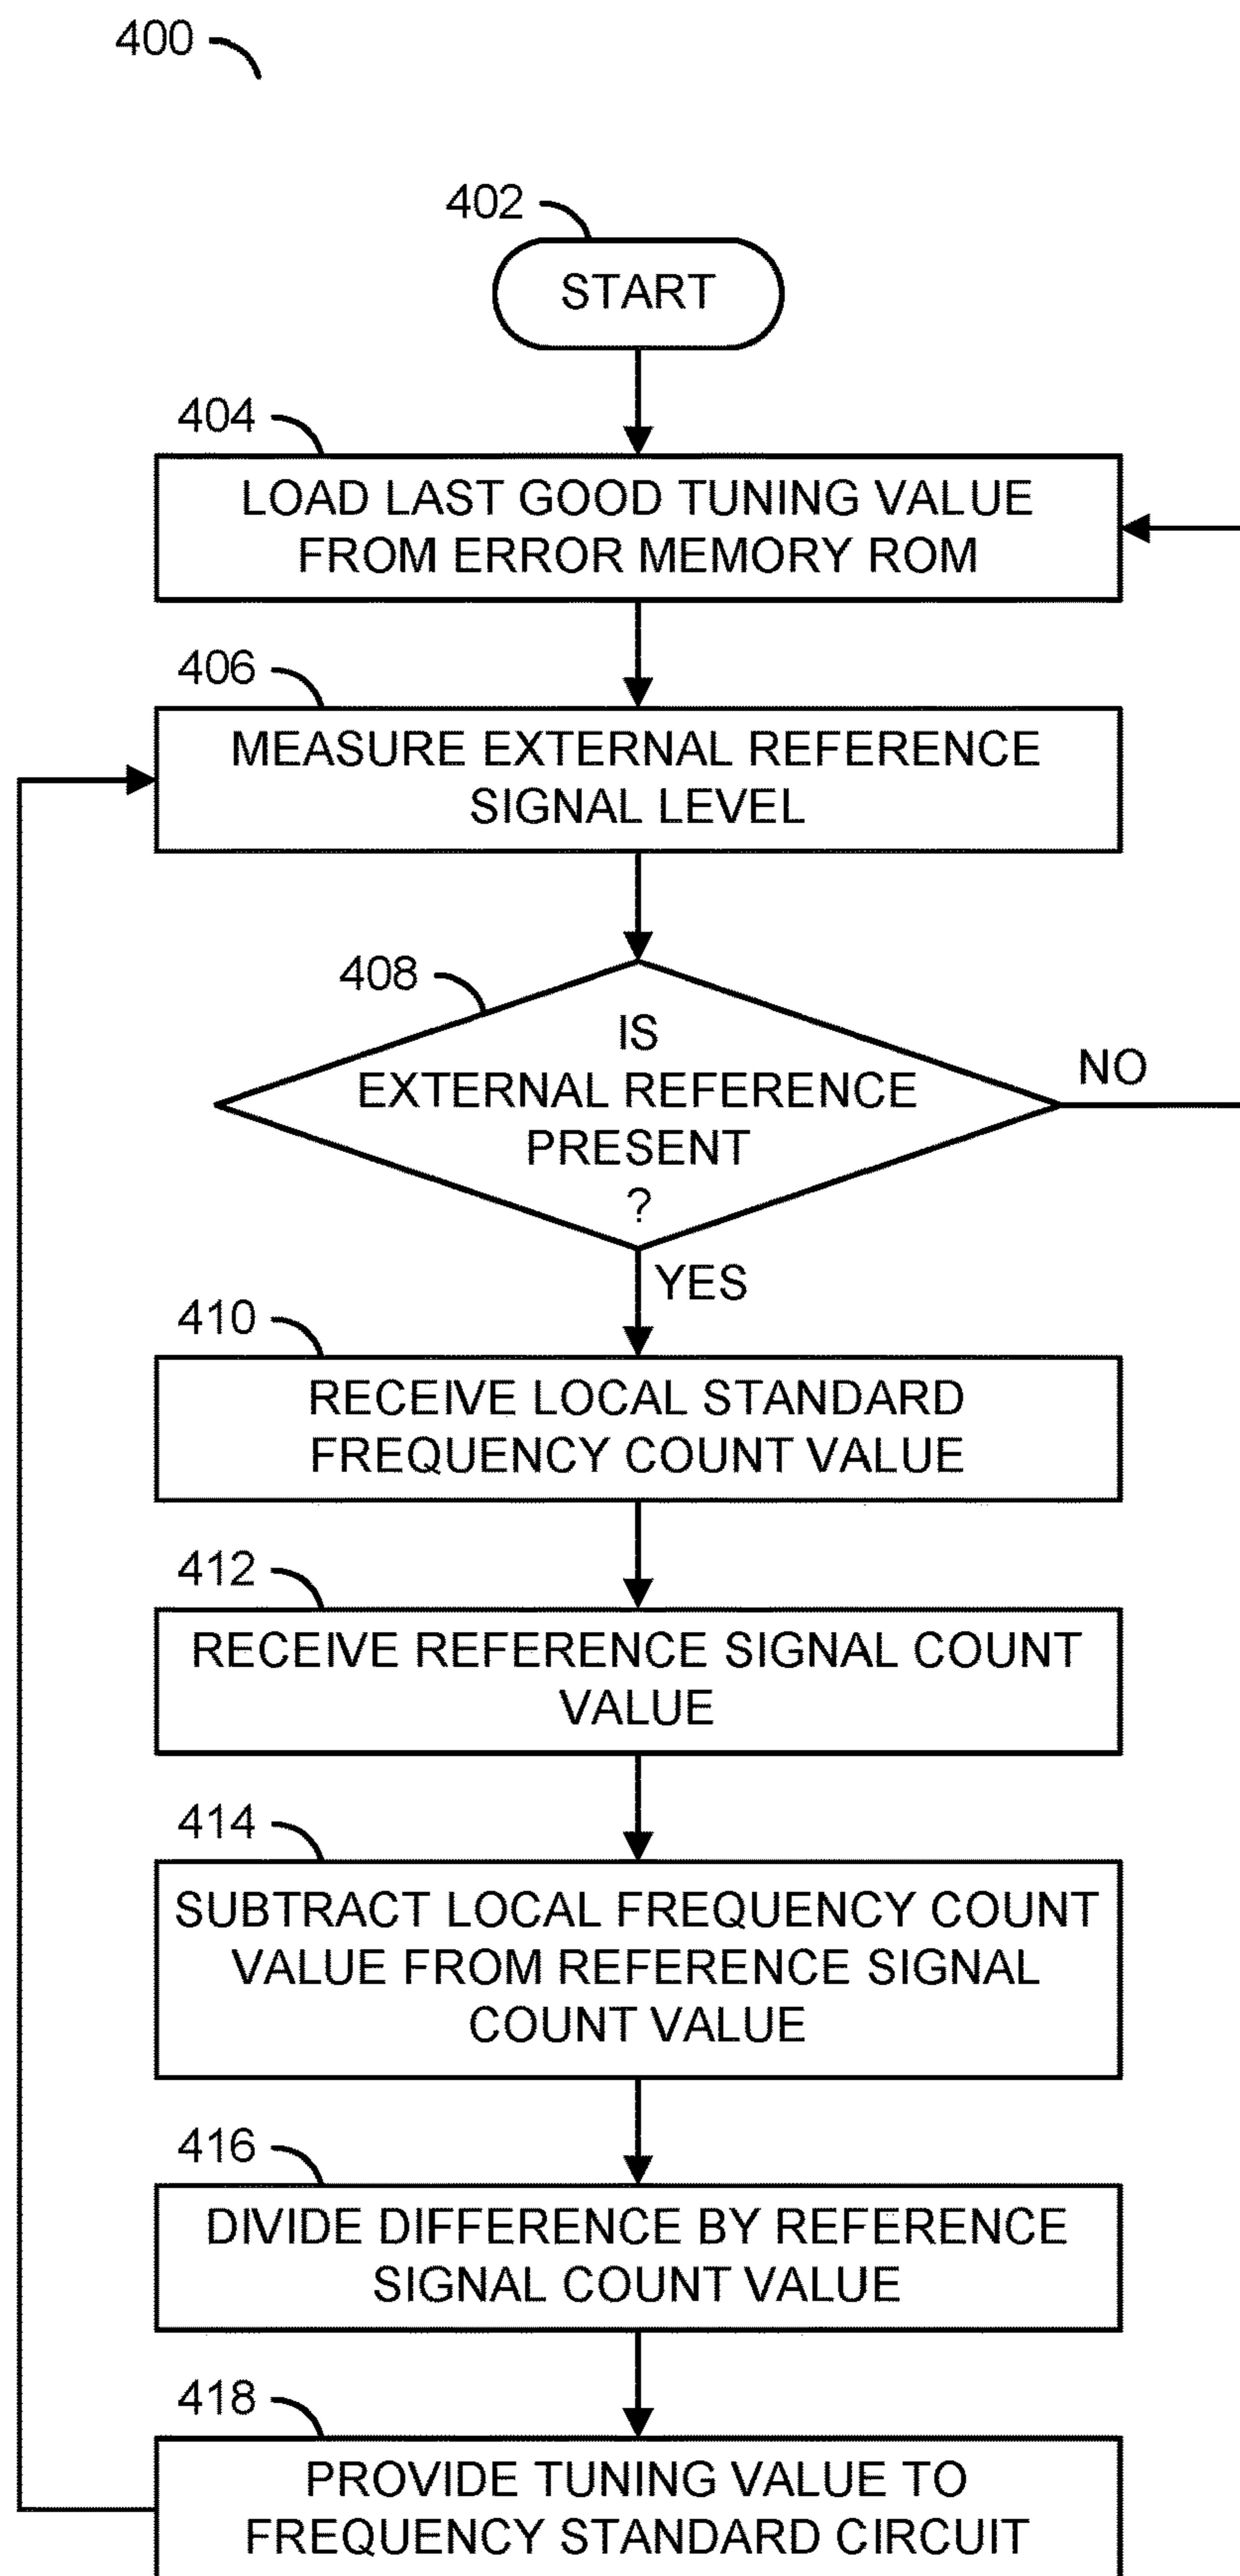 400
402
START
404
LOAD LAST GOOD TUNING VALUE
FROM ERROR MEMORY ROM
406
MEASURE EXTERNAL REFERENCE
SIGNAL LEVEL
408
IS
EXTERNAL REFERENCE
PRESENT
?
NO
YES
410
RECEIVE LOCAL STANDARD
FREQUENCY COUNT VALUE
412
RECEIVE REFERENCE SIGNAL COUNT
VALUE
414
SUBTRACT LOCAL FREQUENCY COUNT
VALUE FROM REFERENCE SIGNAL
COUNT VALUE
416
DIVIDE DIFFERENCE BY REFERENCE
SIGNAL COUNT VALUE
418
PROVIDE TUNING VALUE TO
FREQUENCY STANDARD CIRCUIT